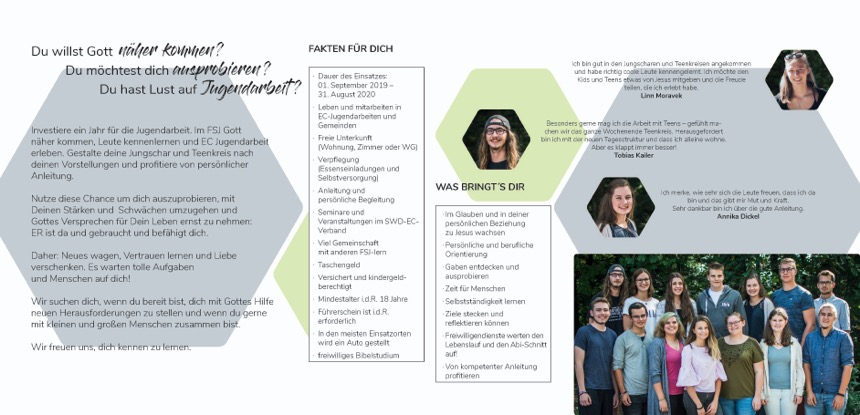 Du willst Gott näher kommen?
Du möchtest dich ausprobieren?
Du hast Lust auf Jugendarbeit?
Investiere ein Jahr für die Jugendarbeit. Im FSJ Gott
näher kommen, Leute kennenlernen und EC Jugendarbeit
erleben. Gestalte deine Jungschar und Teenkreis nach
deinen Vorstellungen und profitiere von persönlicher
Anleitung.
Nutze diese Chance um dich auszuprobieren, mit
Deinen Stärken und Schwächen umzugehen und
Gottes Versprechen für Dein Leben ernst zu nehmen:
ER ist da und gebraucht und befähigt dich.
Daher: Neues wagen, Vertrauen lernen und Liebe
verschenken. Es warten tolle Aufgaben
und Menschen auf dich!
Wir suchen dich, wenn du bereit bist, dich mit Gottes Hilfe
neuen Herausforderungen zu stellen und wenn du gerne
mit kleinen und großen Menschen zusammen bist.
Wir freuen uns, dich kennen zu lernen.
FAKTEN FÜR DICH
· Dauer des Einsatzes:
01. September 2019 –
31. August 2020
· Leben und mitarbeiten in
EC-Jugendarbeiten und
Gemeinden
· Freie Unterkunft
(Wohnung, Zimmer oder WG)
· Verpflegung
(Essenseinladungen und
Selbstversorgung)
· Anleitung und
persönliche Begleitung
· Seminare und
Veranstaltungen im SWD-EC-
Verband
· Viel Gemeinschaft
mit anderen FSJ-lern
· Taschengeld
· Versichert und kindergeld-
berechtigt
· Mindestalter i.d.R. 18 Jahre
· Führerschein ist i.d.R.
erforderlich
· In den meisten Einsatzorten
wird ein Auto gestellt
· freiwilliges Bibelstudium
WAS BRINGT´S DIR
· Im Glauben und in deiner
persönlichen Beziehung
zu Jesus wachsen
· Persönliche und berufliche
Orientierung
· Gaben entdecken und
ausprobieren
· Zeit für Menschen
· Selbstständigkeit lernen
· Ziele stecken und
reflektieren können
· Freiwilligendienste werten den
Lebenslauf und den Abi-Schnitt
auf!
· Von kompetenter Anleitung
profitieren
Ich bin gut in den Jungscharen und Teenkreisen angekommen
und habe richtig coole Leute kennengelernt. Ich möchte den
Kids und Teens etwas von Jesus mitgeben und die Freude
teilen, die ich erlebt habe.
Linn Moravek
Besonders gerne mag ich die Arbeit mit Teens – gefühlt ma-
chen wir das ganze Wochenende Teenkreis. Herausgefordert
bin ich mit der neuen Tagesstruktur und dass ich alleine wohne.
Aber es klappt immer besser!
Tobias Kailer
Ich merke, wie sehr sich die Leute freuen, dass ich da
bin und das gibt mir Mut und Kraft.
Sehr dankbar bin ich über die gute Anleitung.
Annika Dickel